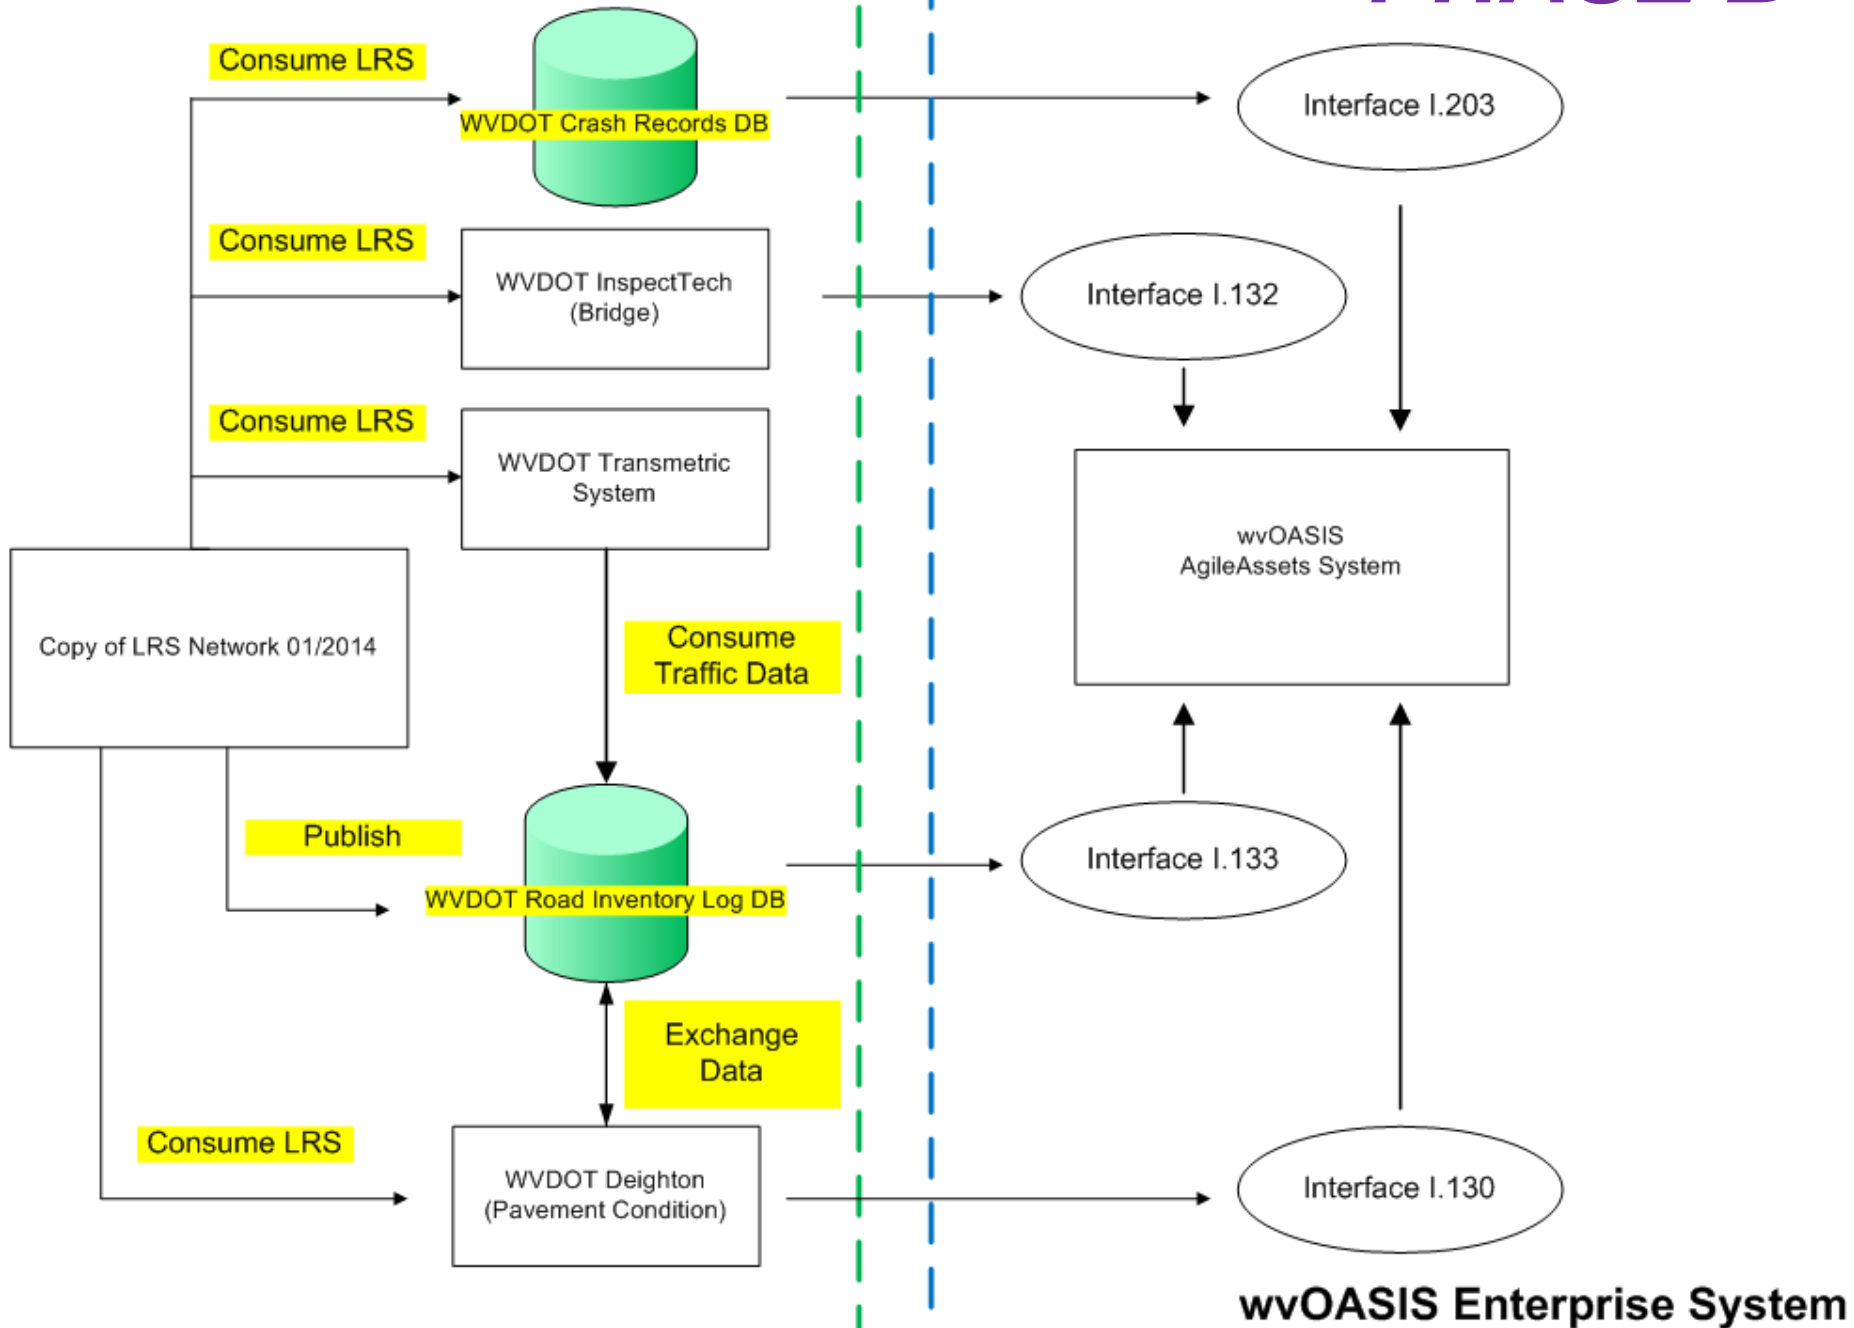 Consume LRS
WVDOT Crash Records DB
Interface I.203
Consume LRS
WVDOT InspectTech
(Bridge)
Interface I.132
Consume LRS
WVDOT Transmetric
System
wvOASIS
AgileAssets System
Copy of LRS Network 01/2014
Consume
Traffic Data
Publish
WVDOT Road Inventory Log DB
Interface I.133
Exchange
Data
Consume LRS
WVDOT Deighton
(Pavement Condition)
Interface I.130
wvOASIS Enterprise System